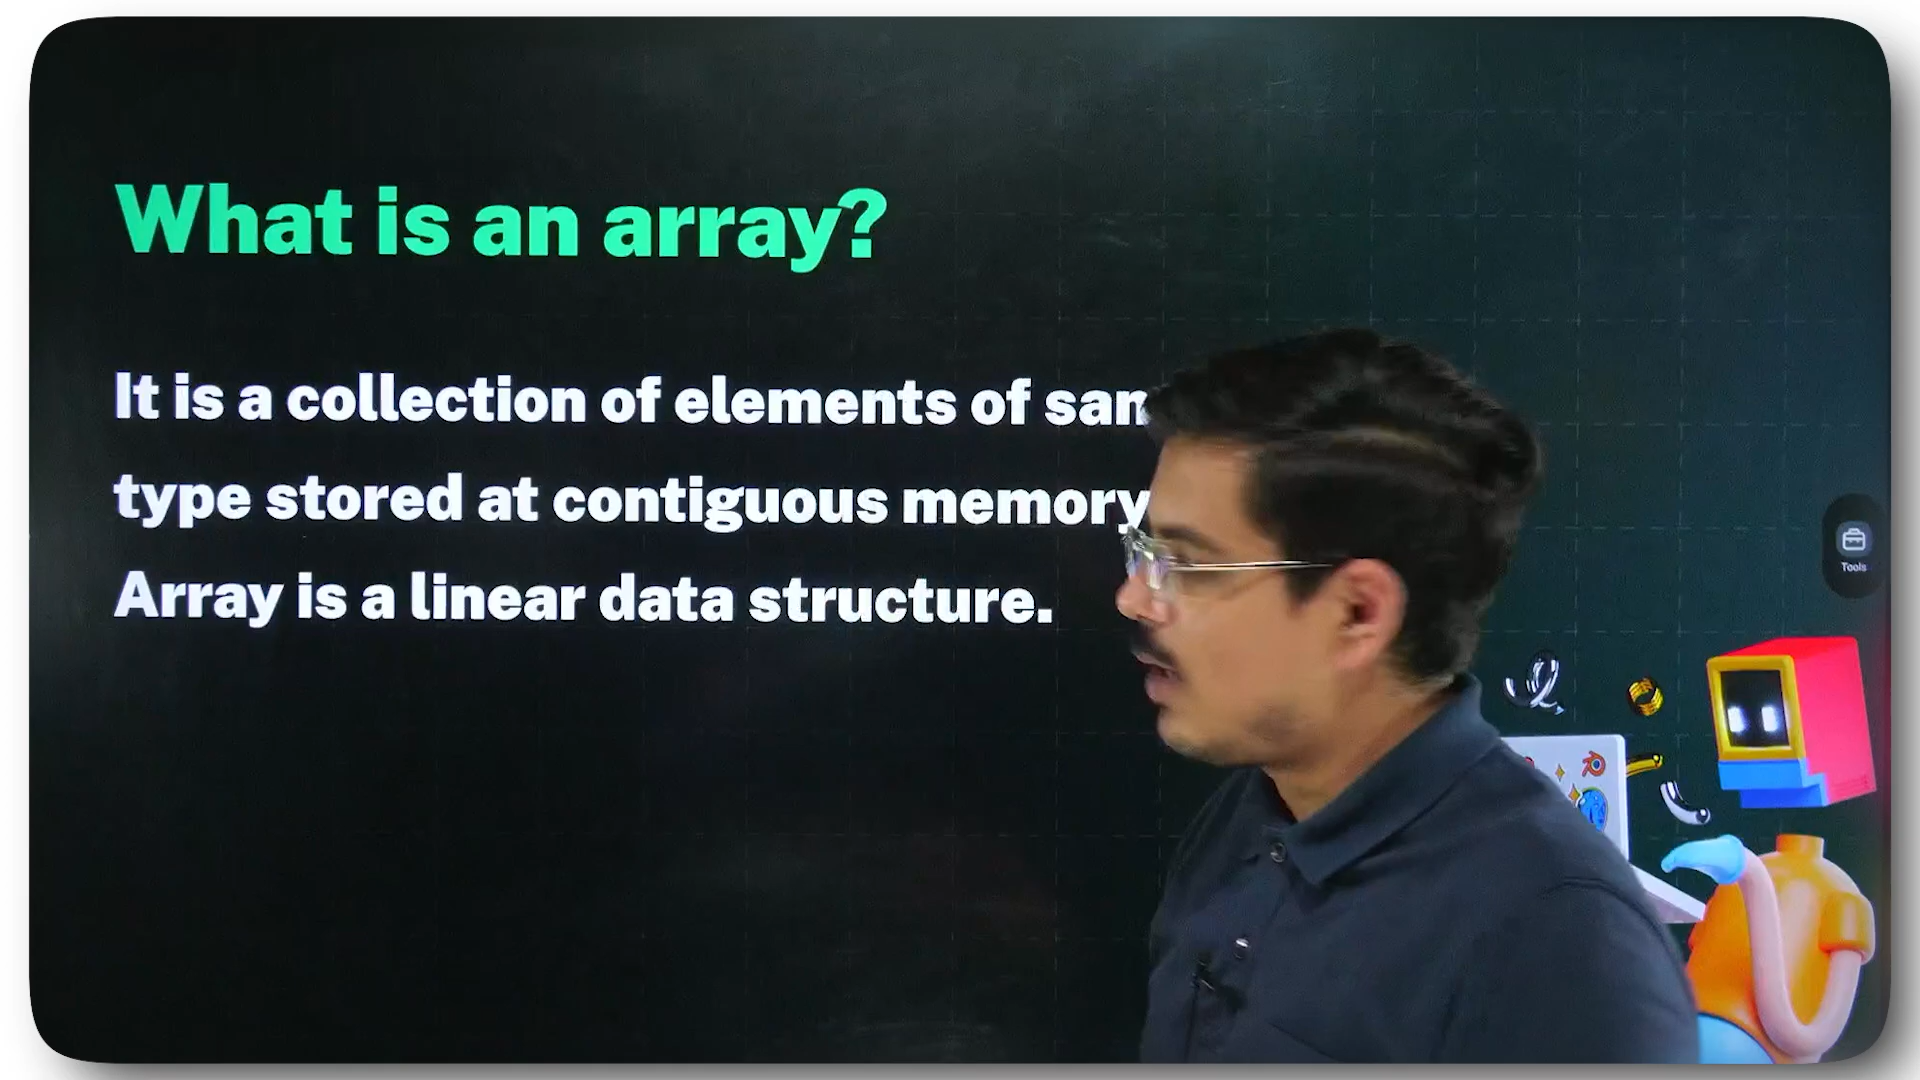 What is an array?
It is a collection of elements of
type stored at contiguous memory
Array is a linear data structure.
Tools